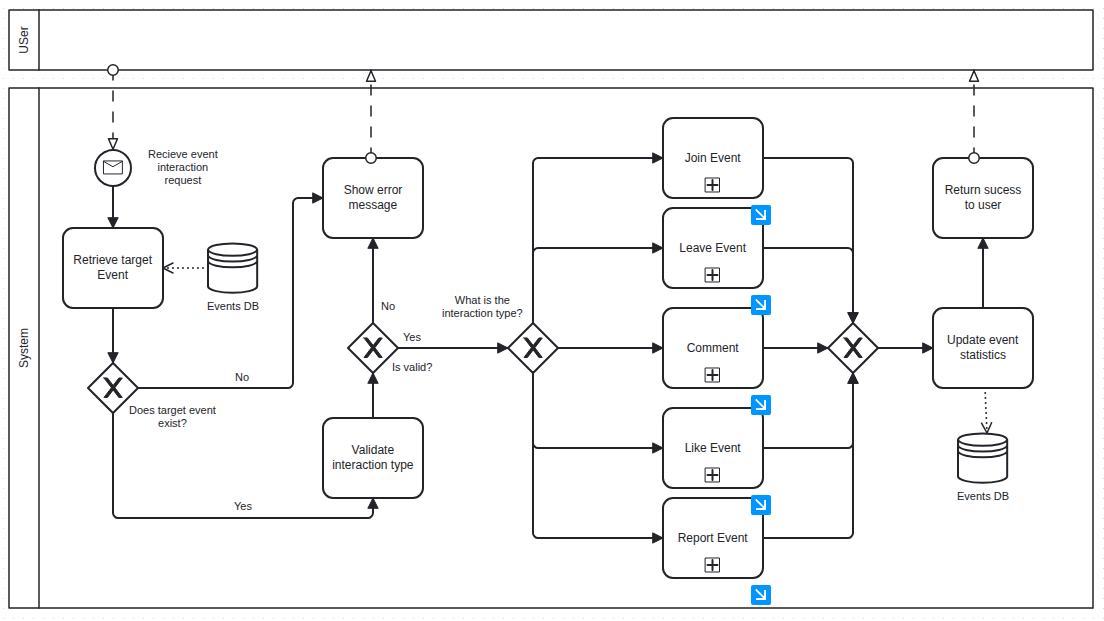 USer
System
Recieve event
interaction
request
Retrieve target
Event
Events DB
Does target event
exist?
No
Yes
Show error
message
No
Yes
Is valid?
Validate
interaction type
What is the
interaction type?
Join Event
Leave Event
Comment
Like Event
Report Event
Return sucess
to user
Update event
statistics
Events DB